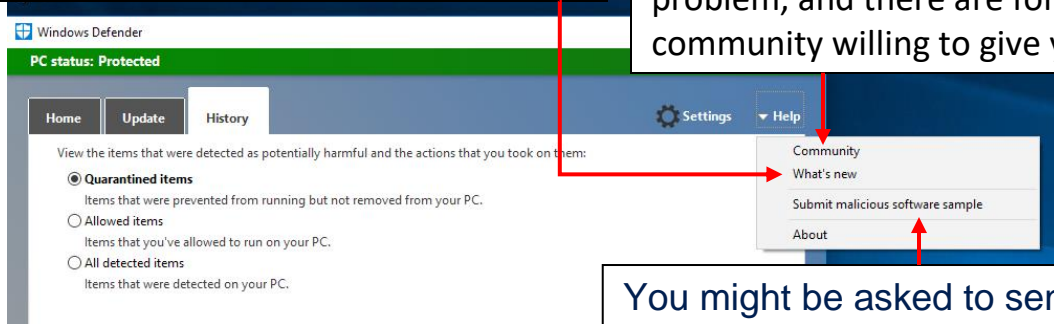 problem, and there are
community willing to give
Windows Defender
PC status: Protected
Home Update History Settings Help
View the items that were detected as potentially harmful and the actions that you took on them:
Quarantined items
Items that were prevented from running but not removed from your PC.
Allowed items
Items that you've allowed to run on your PC.
All detected items
Items that were detected on your PC.
Community
What's new
Submit malicious software sample
About
You might be asked to